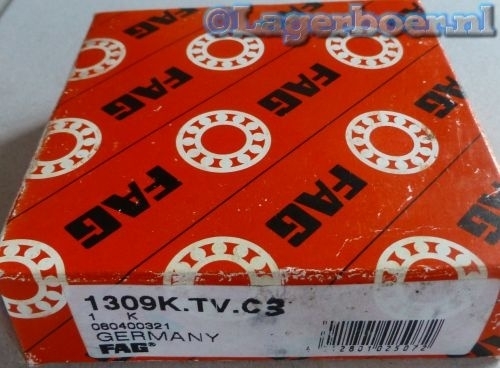 ©Lagerboer.nl
FAG
FAG
FAG
FAG
FAG
FAG
1309K.TV.C3
1 K
080400321
GERMANY
FAG®